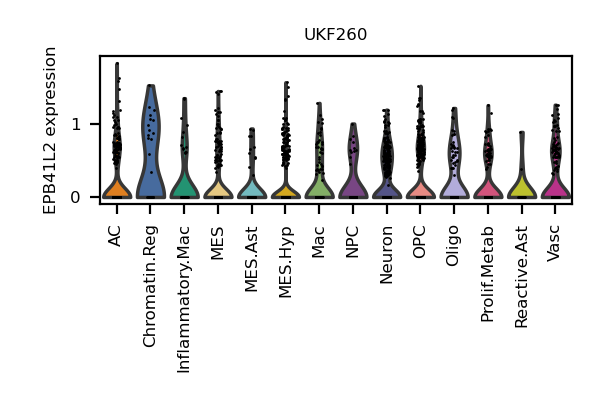 UKF260
EPB41L2 expression
1
0
AC
Chromatin.Reg
Inflammatory.Mac
MES
MES.Ast
MES.Hyp
Mac
NPC
Neuron
OPC
Oligo
Prolif.Metab
Reactive.Ast
Vasc